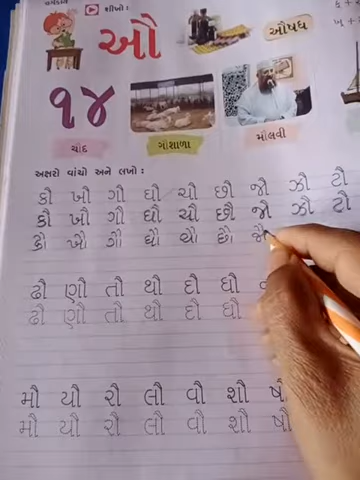 શીખો :
ઔ
ઔષધ
૧૪
ચૌદ
ગૌશાળા
મૌલવી
અક્ષરો વાંચો અને લખો :
કૌ ખૌ ગૌ ઘૌ ચૌ છૌ જૌ ઝૌ ટૌ
કૌ ખૌ ગૌ ઘૌ ચૌ છૌ જૌ ઝૌ ટૌ
કૌ ખૌ ગૌ ઘૌ ચૌ છૌ જૌ
ઢૌ ણૌ તૌ થૌ દૌ ધૌ
ઢૌ ણૌ તૌ થૌ દૌ ધૌ
મૌ યૌ રૌ લૌ વૌ શૌ ષૌ
મૌ યૌ રૌ લૌ વૌ શૌ ષૌ